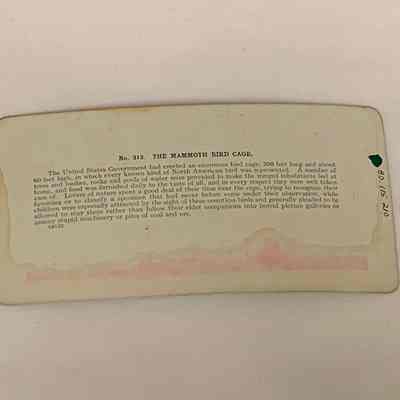 No. 212. THE MAMMOTH BIRD CAGE.
The United States Government had erected an enormous bird cage, 200 feet long and about
60 feet high, in which every known kind of North American bird was represented. A number of
trees and bushes, rocks and pools of water were provided to make the winged inhabitants feel at
home, and food was furnished daily to the taste of all, and in every respect they were well taken
care of. Lovers of nature spent a good deal of their time near the cage, trying to recognize their
favorites or to classify a specimen that had never before come under their observation, while
children were especially attracted by the sight of these countless birds and generally pleaded to be
allowed to stay there rather than follow their elder companions into bored picture galleries or
among stupid machinery or piles of coal and ore.